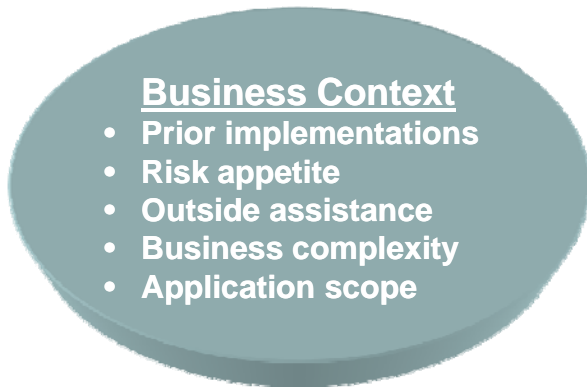 Business Context
• Prior implementations
• Risk appetite
• Outside assistance
• Business complexity
• Application scope